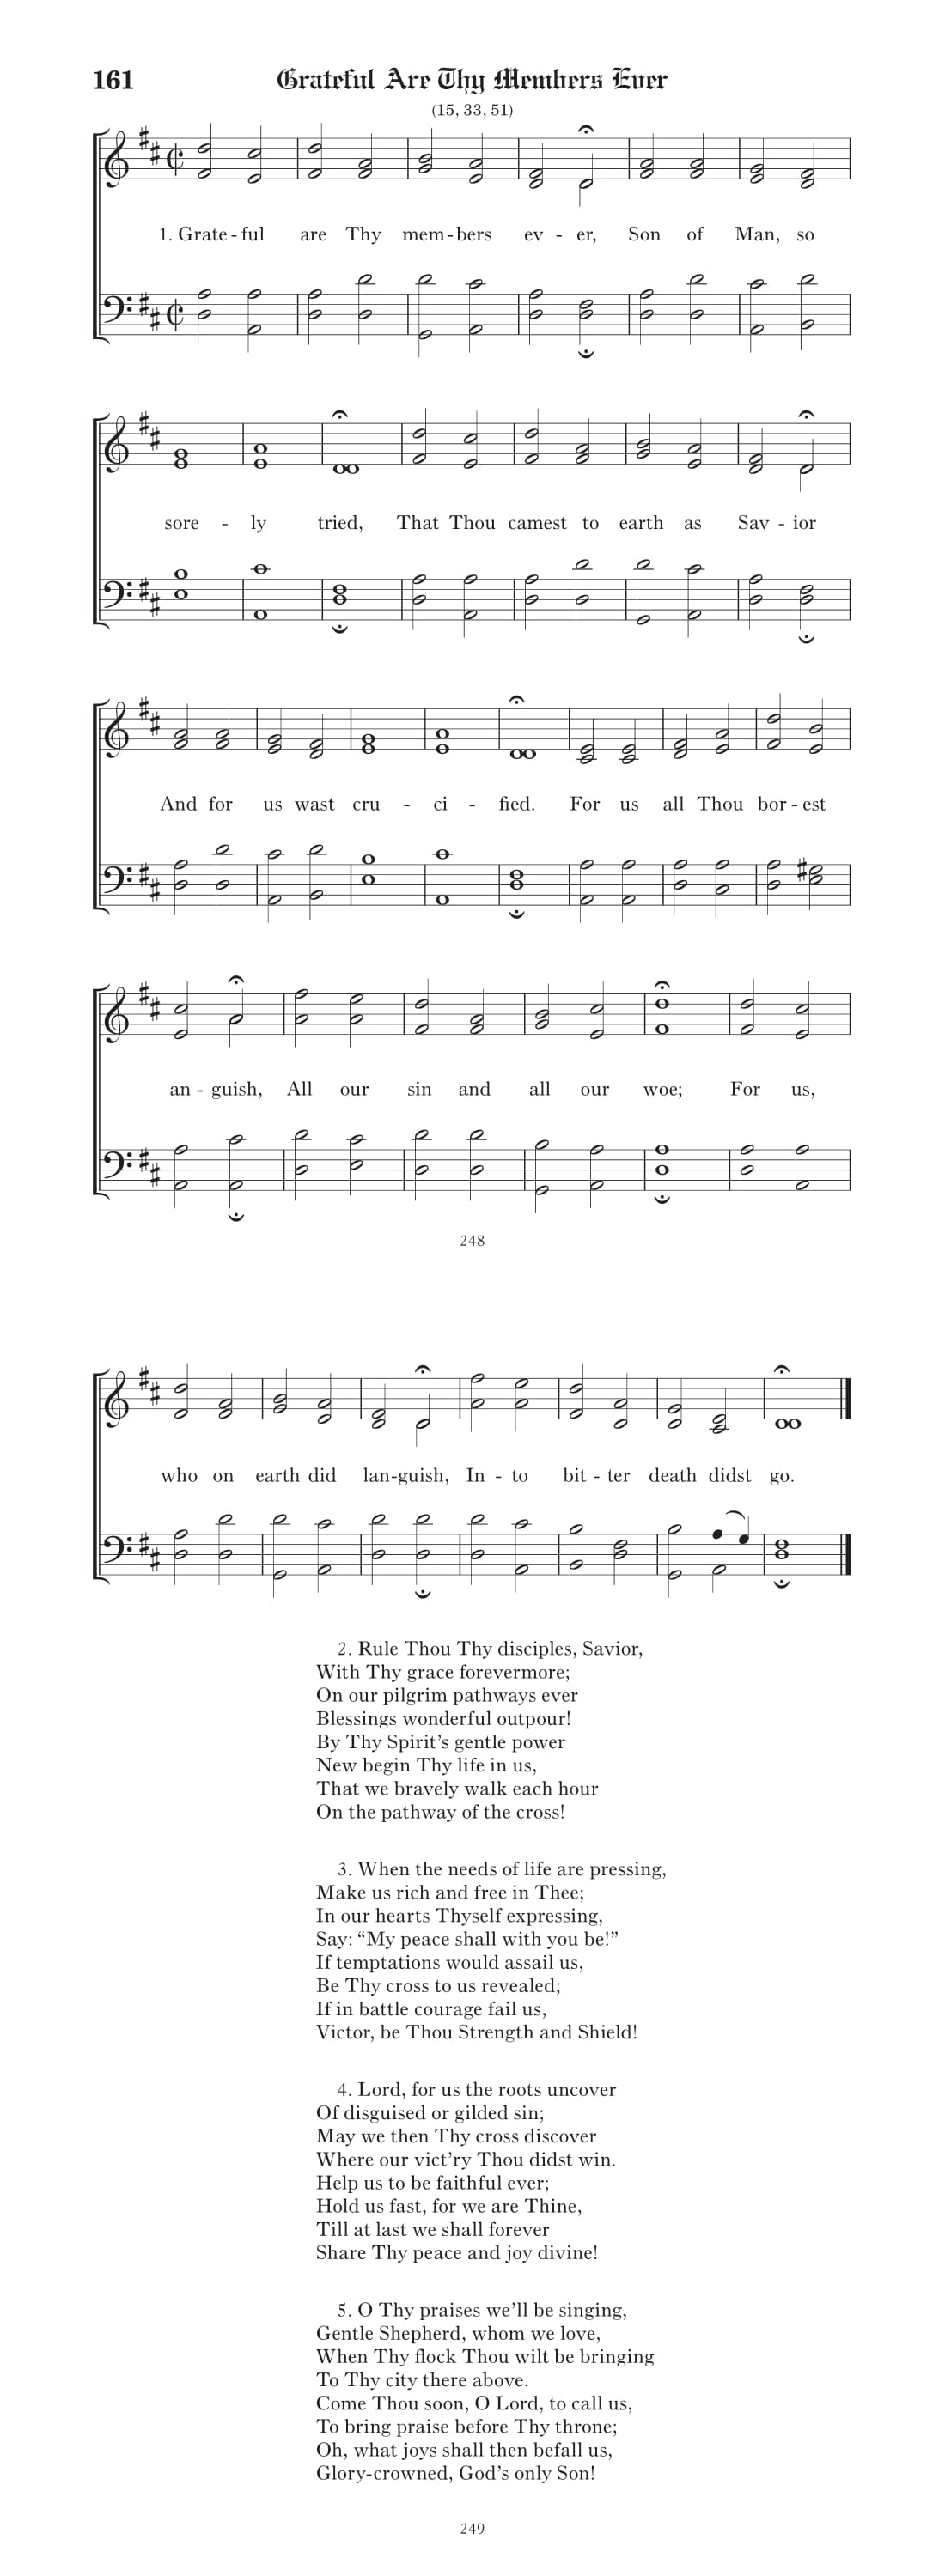 161 Grateful Are Thy Members Ever
(15, 33, 51)
1. Grate - ful are Thy mem - bers ev - er, Son of Man, so
sore - ly tried, That Thou camest to earth as Sav - ior
And for us wast cru - ci - fied. For us all Thou bor - est
an - guish, All our sin and all our woe; For us,
248
who on earth did lan - guish, In - to bit - ter death didst go.
2. Rule Thou Thy disciples, Savior,
With Thy grace forevermore;
On our pilgrim pathways ever
Blessings wonderful outpour!
By Thy Spirit’s gentle power
New begin Thy life in us,
That we bravely walk each hour
On the pathway of the cross!
3. When the needs of life are pressing,
Make us rich and free in Thee;
In our hearts Thyself expressing,
Say: “My peace shall with you be!”
If temptations would assail us,
Be Thy cross to us revealed;
If in battle courage fail us,
Victor, be Thou Strength and Shield!
4. Lord, for us the roots uncover
Of disguised or gilded sin;
May we then Thy cross discover
Where our vict’ry Thou didst win.
Help us to be faithful ever;
Hold us fast, for we are Thine,
Till at last we shall forever
Share Thy peace and joy divine!
5. O Thy praises we’ll be singing,
Gentle Shepherd, whom we love,
When Thy flock Thou wilt be bringing
To Thy city there above.
Come Thou soon, O Lord, to call us,
To bring praise before Thy throne;
Oh, what joys shall then befall us,
Glory-crowned, God’s only Son!
249